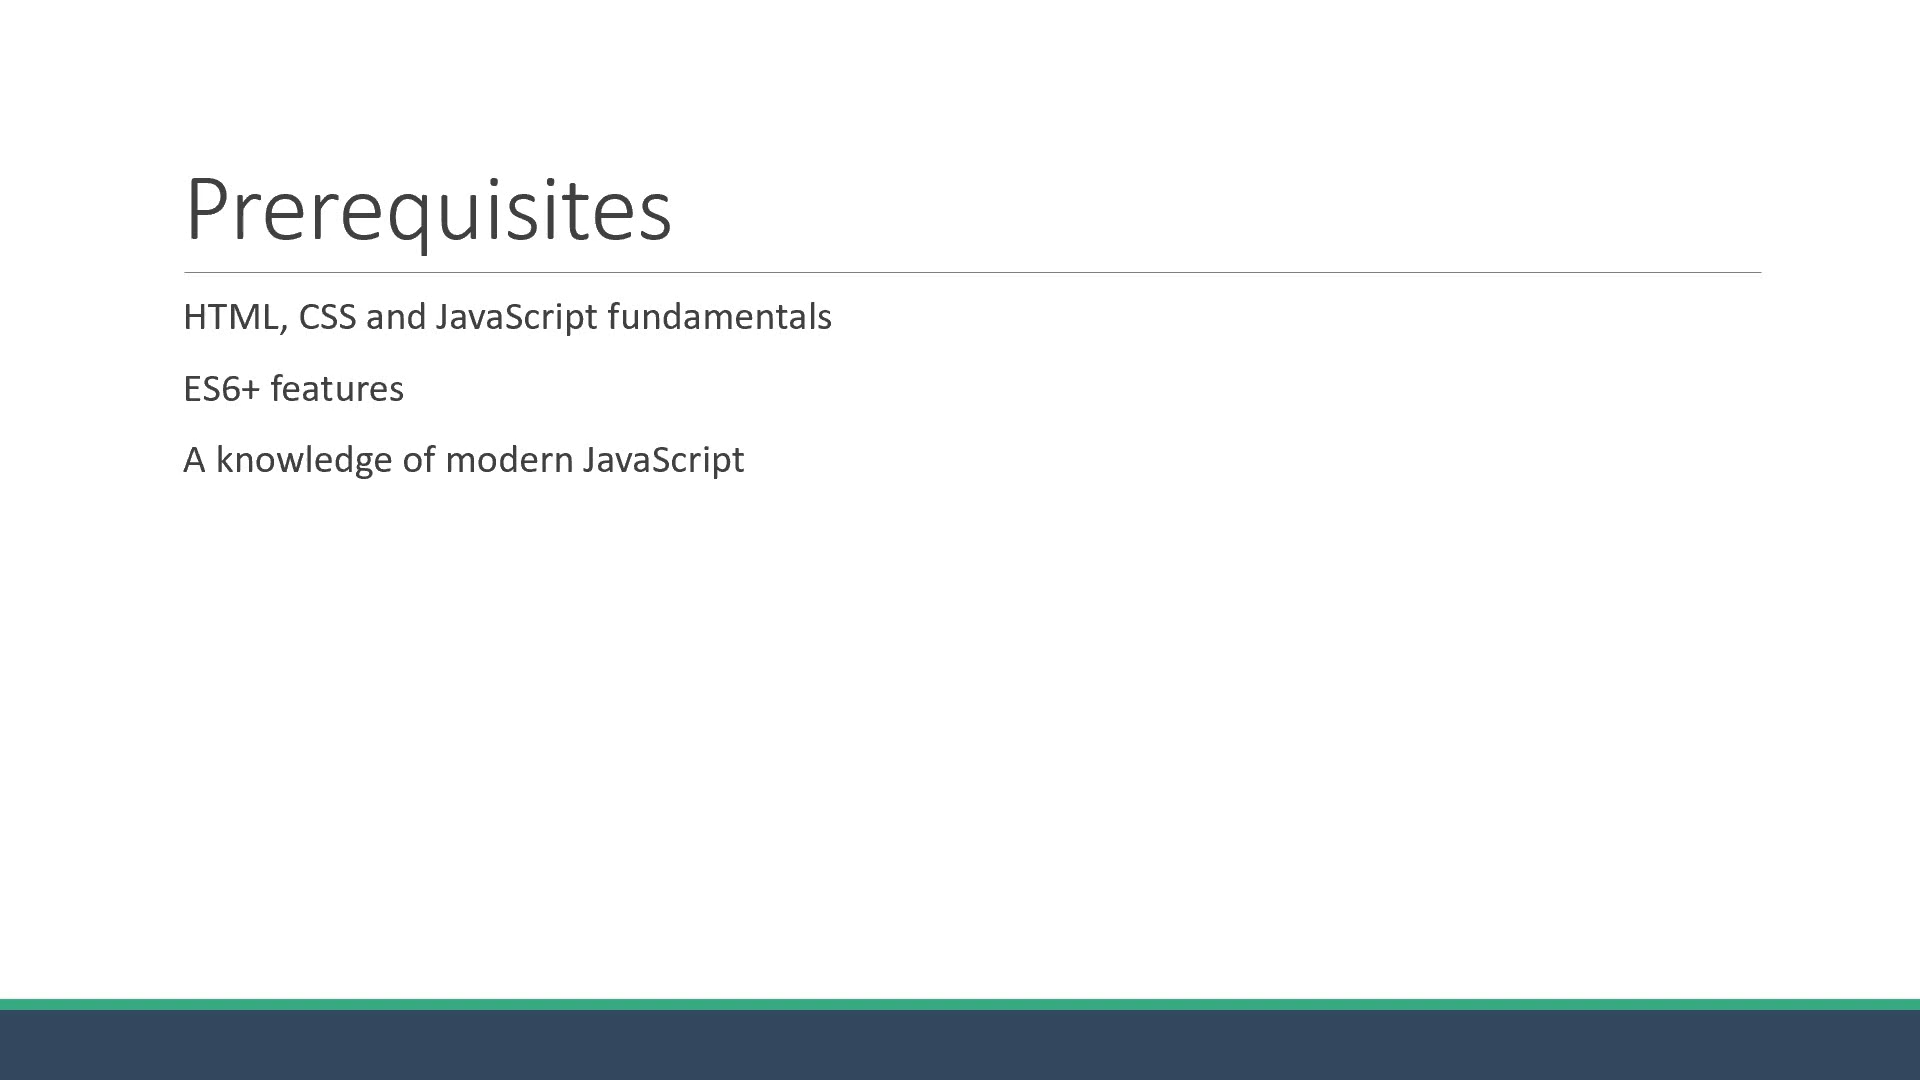 Prerequisites
HTML, CSS and JavaScript fundamentals
ES6+ features
A knowledge of modern JavaScript